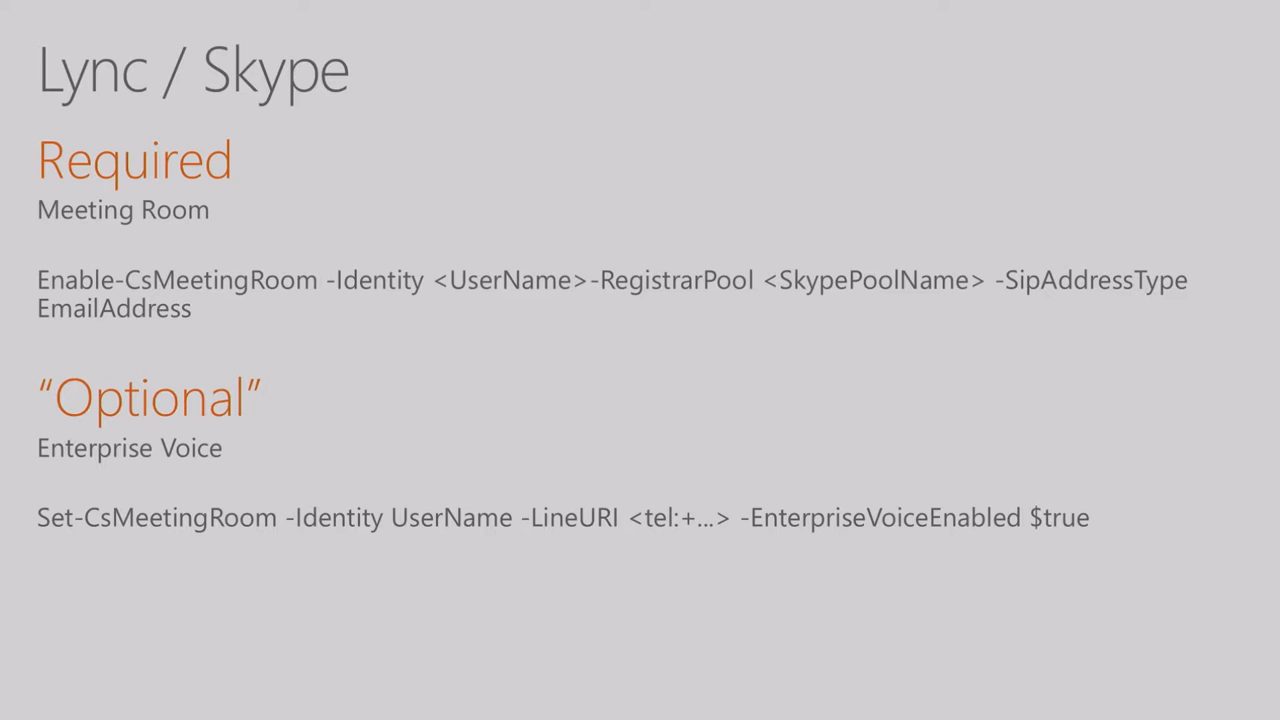 Lync / Skype
Required
Meeting Room
Enable-CsMeetingRoom -Identity <UserName>-RegistrarPool <SkypePoolName> -SipAddressType
EmailAddress
“Optional”
Enterprise Voice
Set-CsMeetingRoom -Identity UserName -LineURI <tel:+...> -EnterpriseVoiceEnabled $true